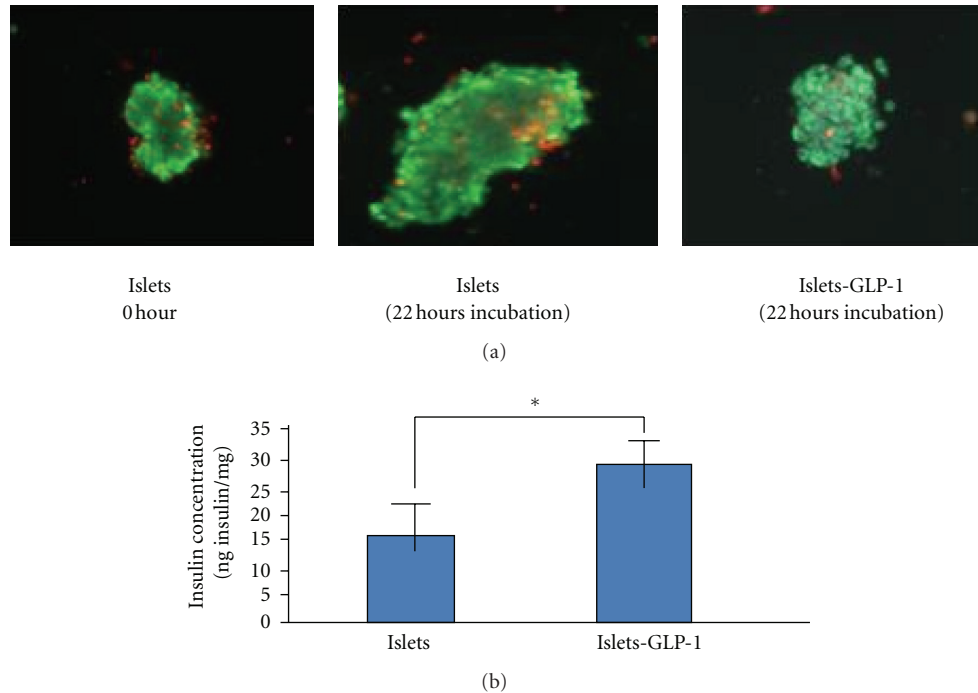 Islets
0 hour
Islets
(22 hours incubation)
Islets-GLP-1
(22 hours incubation)
(a)
Insulin concentration
(ng insulin/mg)
35
30
25
20
15
10
5
0
*
Islets
Islets-GLP-1
(b)